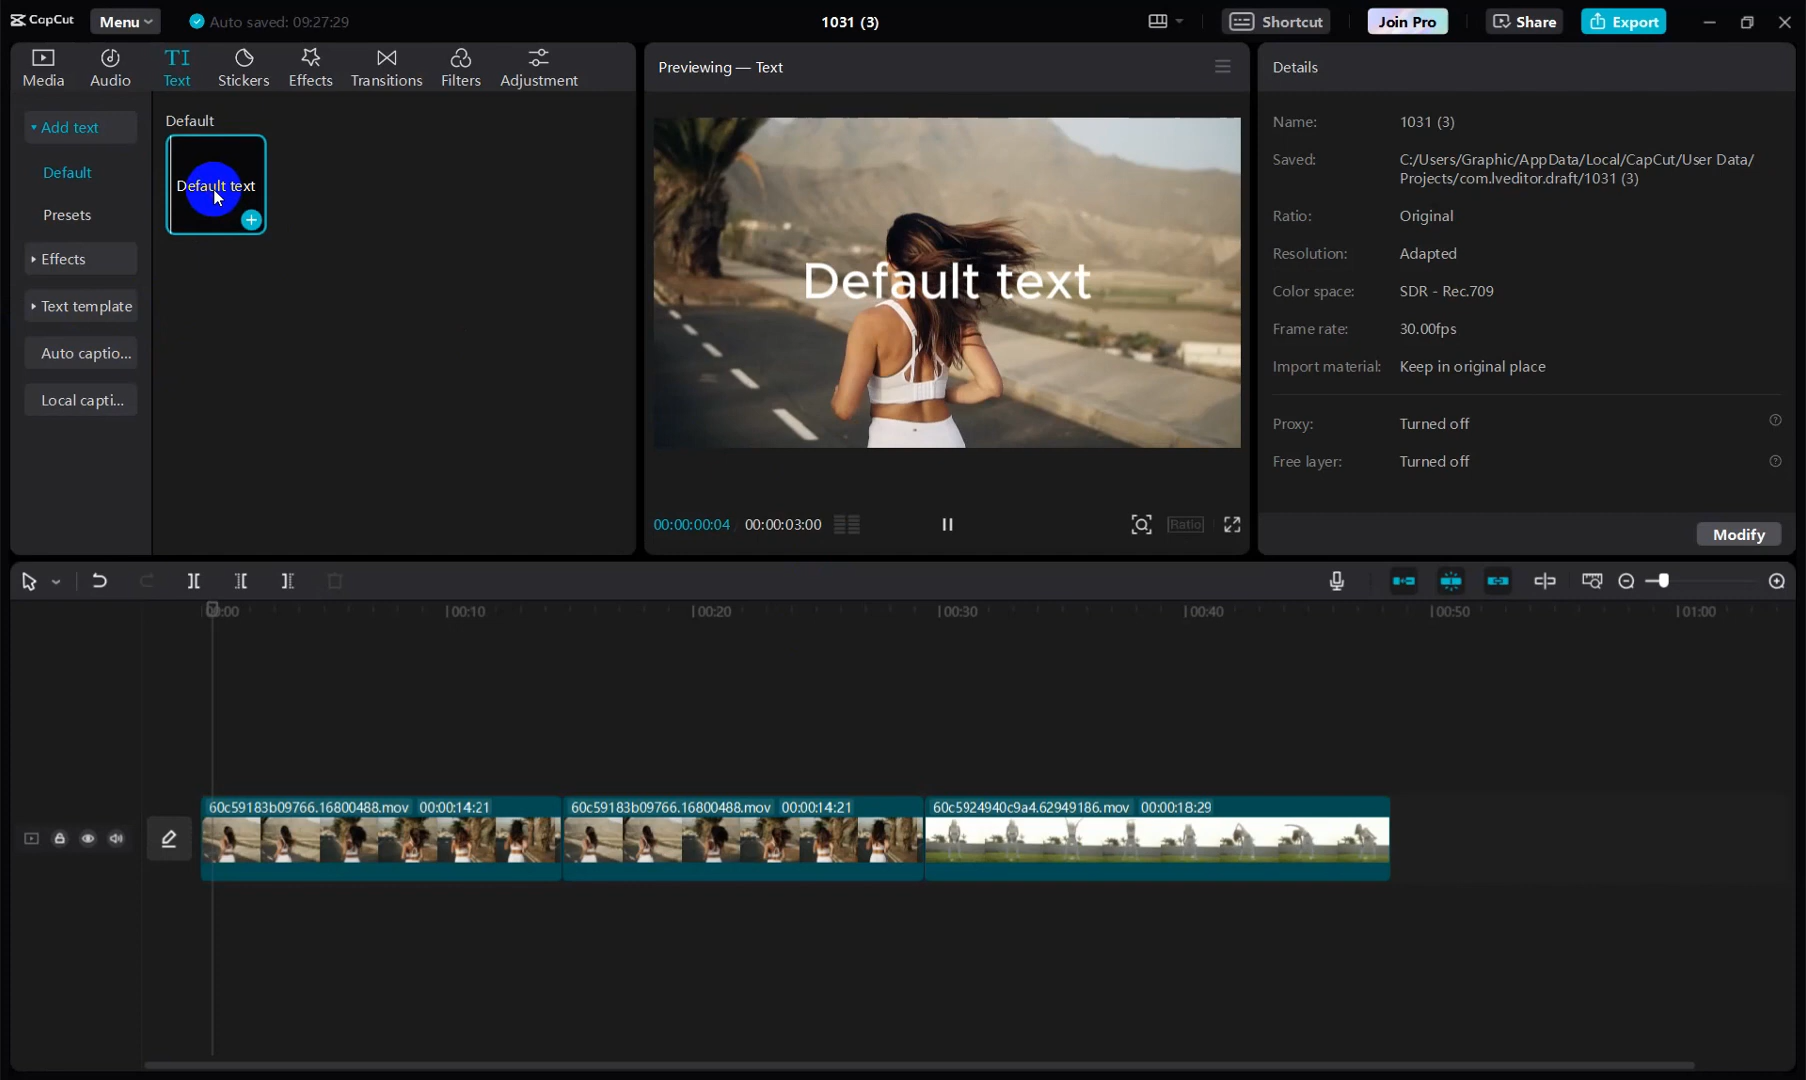 CapCut
Menu
Auto saved: 09:27:29
1031 (3)
Shortcut
Join Pro
Share
Export
Media
Audio
TI
Text
Stickers
Effects
Transitions
Filters
Adjustment
Add text
Default
Presets
Effects
Text template
Auto captio...
Local capti...
Default
Default text
Previewing — Text
Default text
00:00:00:04
00:00:03:00
Ratio
Details
Name: 1031 (3)
Saved: C:/Users/Graphic/AppData/Local/CapCut/User Data/
Projects/com.lveditor.draft/1031 (3)
Ratio: Original
Resolution: Adapted
Color space: SDR - Rec.709
Frame rate: 30.00fps
Import material: Keep in original place
Proxy: Turned off
Free layer: Turned off
Modify
00:00
00:10
00:20
00:30
00:40
00:50
01:00
60c59183b09766.16800488.mov 00:00:14:21
60c59183b09766.16800488.mov 00:00:14:21
60c5924940c9a4.62949186.mov 00:00:18:29